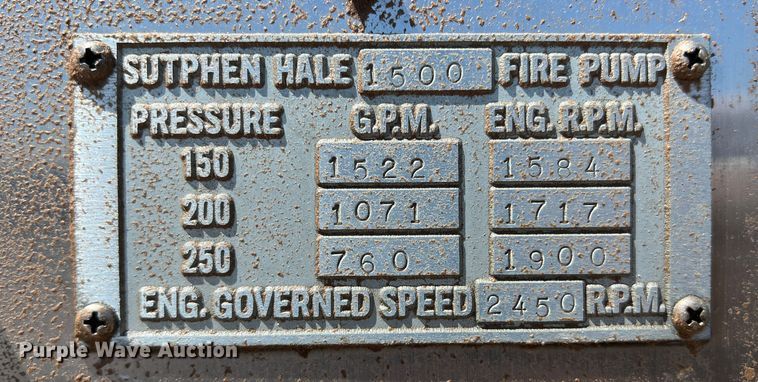 SUTPHEN HALE 1500 FIRE PUMP
PRESSURE G.P.M. ENG. R.P.M.
150 1522 1584
200 1071 1717
250 760 1900
ENG. GOVERNED SPEED 2450 R.P.M.
Purple Wave Auction